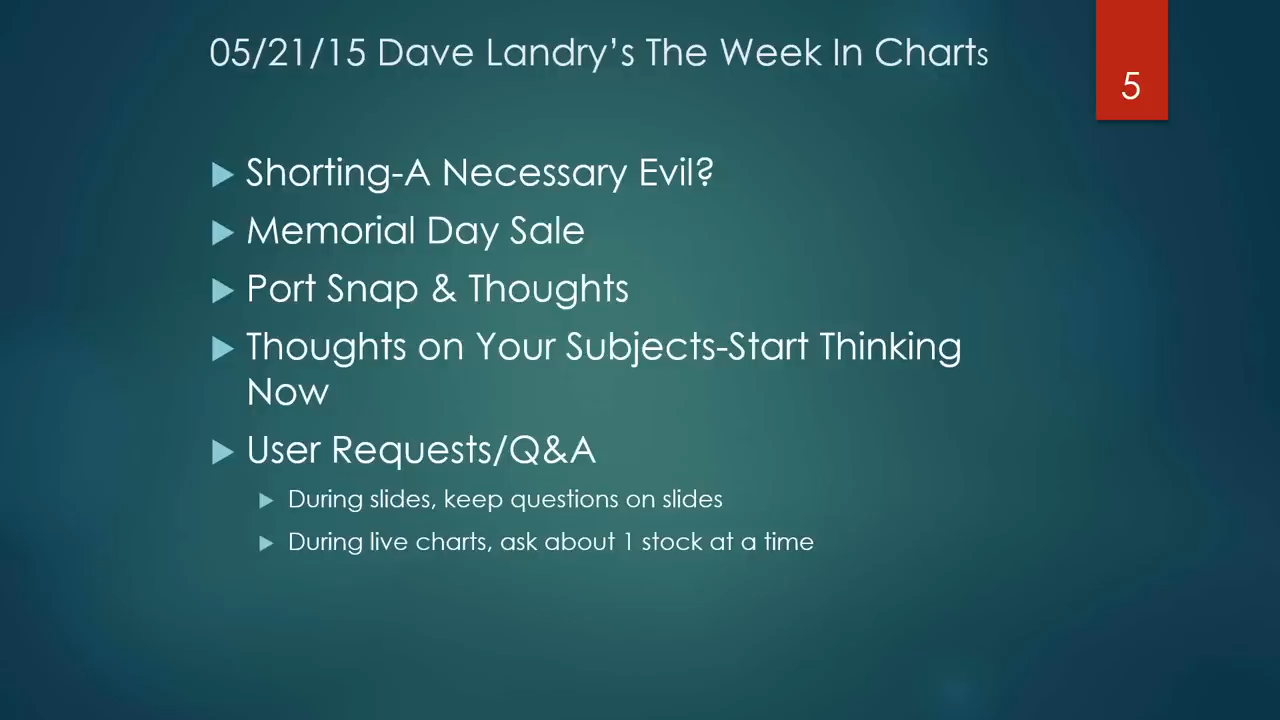 05/21/15 Dave Landry’s The Week In Charts
5
Shorting-A Necessary Evil?
Memorial Day Sale
Port Snap & Thoughts
Thoughts on Your Subjects-Start Thinking
Now
User Requests/Q&A
During slides, keep questions on slides
During live charts, ask about 1 stock at a time